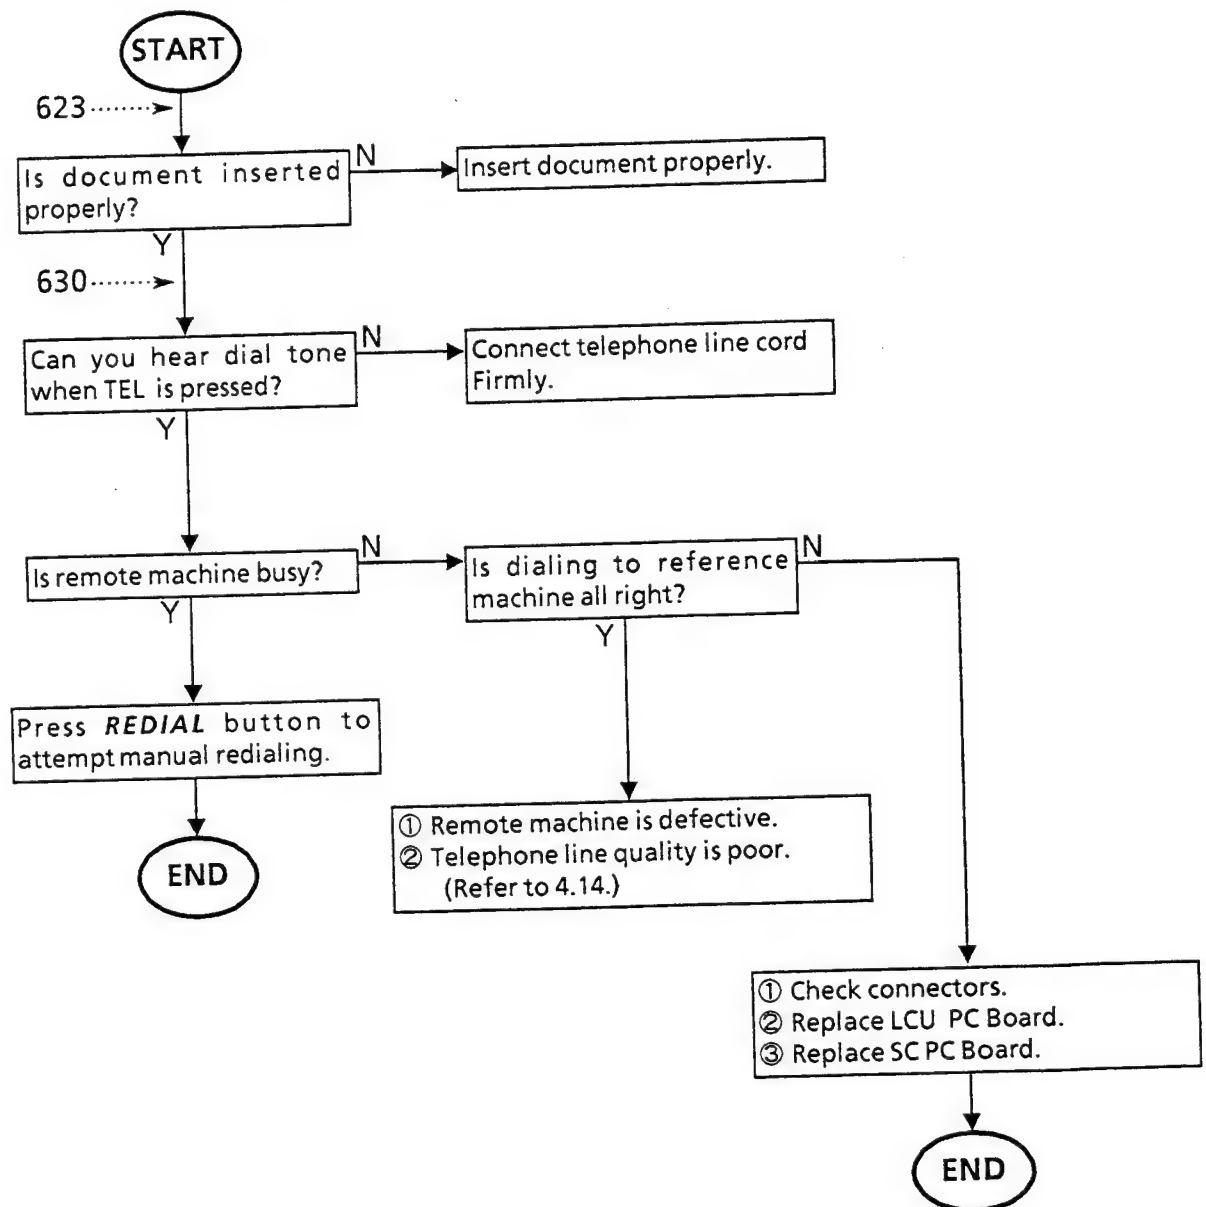 START
623
Is document inserted
properly?
N
Insert document properly.
Y
630
Can you hear dial tone
when TEL is pressed?
N
Connect telephone line cord
Firmly.
Y
Is remote machine busy?
N
Is dialing to reference
machine all right?
N
Y
Y
Press REDIAL button to
attempt manual redialing.
END
① Remote machine is defective.
② Telephone line quality is poor.
(Refer to 4.14.)
① Check connectors.
② Replace LCU PC Board.
③ Replace SC PC Board.
END